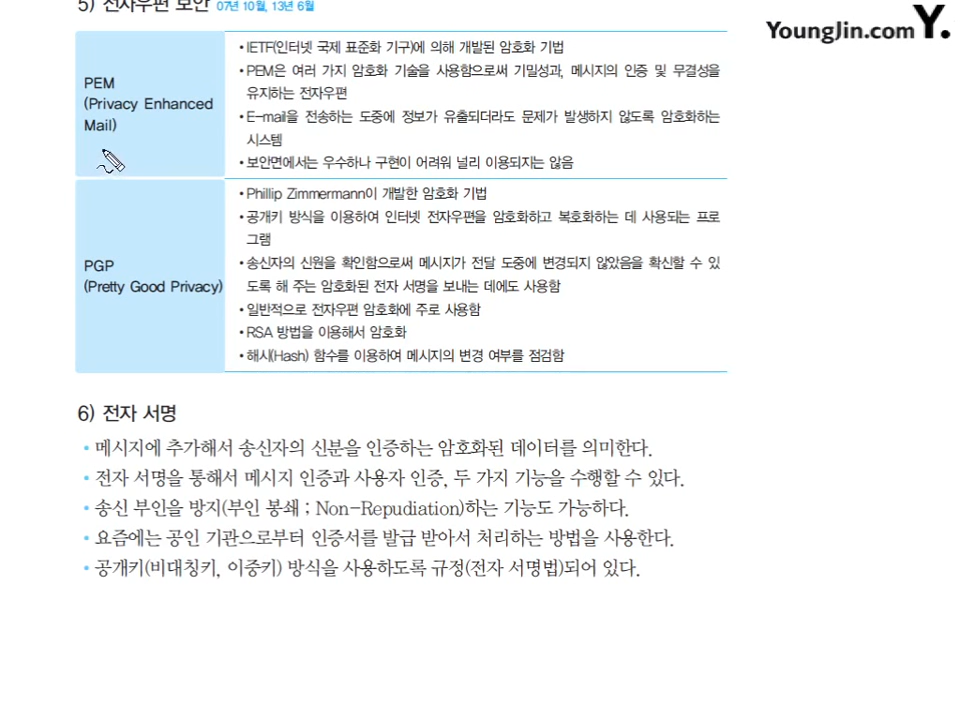 5) 전자우편 보안 07년 10월, 13년 6월
YoungJin.com Y.
PEM
(Privacy Enhanced
Mail)
•IETF(인터넷 국제 표준화 기구)에 의해 개발된 암호화 기법
•PEM은 여러 가지 암호화 기술을 사용함으로써 기밀성과, 메시지의 인증 및 무결성을
유지하는 전자우편
•E-mail을 전송하는 도중에 정보가 유출되더라도 문제가 발생하지 않도록 암호화하는
시스템
•보안면에서는 우수하나 구현이 어려워 널리 이용되지는 않음
PGP
(Pretty Good Privacy)
•Phillip Zimmermann이 개발한 암호화 기법
•공개키 방식을 이용하여 인터넷 전자우편을 암호화하고 복호화하는 데 사용되는 프로
그램
•송신자의 신원을 확인함으로써 메시지가 전달 도중에 변경되지 않았음을 확신할 수 있
도록 해 주는 암호화된 전자 서명을 보내는 데에도 사용함
•일반적으로 전자우편 암호화에 주로 사용함
•RSA 방법을 이용해서 암호화
•해시(Hash) 함수를 이용하여 메시지의 변경 여부를 점검함
6) 전자 서명
•메시지에 추가해서 송신자의 신분을 인증하는 암호화된 데이터를 의미한다.
•전자 서명을 통해서 메시지 인증과 사용자 인증, 두 가지 기능을 수행할 수 있다.
•송신 부인을 방지(부인 봉쇄 ; Non-Repudiation)하는 기능도 가능하다.
•요즘에는 공인 기관으로부터 인증서를 발급 받아서 처리하는 방법을 사용한다.
•공개키(비대칭키, 이중키) 방식을 사용하도록 규정(전자 서명법)되어 있다.